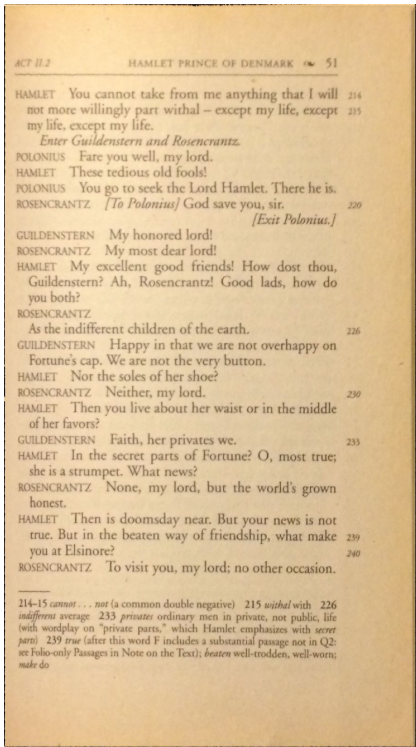 ACT II.2 HAMLET PRINCE OF DENMARK ❧ 51
HAMLET You cannot take from me anything that I will 214
not more willingly part withal – except my life, except 215
my life, except my life.
Enter Guildenstern and Rosencrantz.
POLONIUS Fare you well, my lord.
HAMLET These tedious old fools!
POLONIUS You go to seek the Lord Hamlet. There he is.
ROSENCRANTZ [To Polonius] God save you, sir. 220
[Exit Polonius.]
GUILDENSTERN My honored lord!
ROSENCRANTZ My most dear lord!
HAMLET My excellent good friends! How dost thou,
Guildenstern? Ah, Rosencrantz! Good lads, how do
you both?
ROSENCRANTZ
As the indifferent children of the earth. 226
GUILDENSTERN Happy in that we are not overhappy on
Fortune's cap. We are not the very button.
HAMLET Nor the soles of her shoe?
ROSENCRANTZ Neither, my lord. 230
HAMLET Then you live about her waist or in the middle
of her favors?
GUILDENSTERN Faith, her privates we. 233
HAMLET In the secret parts of Fortune? O, most true;
she is a strumpet. What news?
ROSENCRANTZ None, my lord, but the world's grown
honest.
HAMLET Then is doomsday near. But your news is not
true. But in the beaten way of friendship, what make 239
you at Elsinore? 240
ROSENCRANTZ To visit you, my lord; no other occasion.
214–15 cannot . . . not (a common double negative) 215 withal with 226
indifferent average 233 privates ordinary men in private, not public, life
(with wordplay on "private parts," which Hamlet emphasizes with secret
parts) 239 true (after this word F includes a substantial passage not in Q2:
see Folio-only Passages in Note on the Text); beaten well-trodden, well-worn;
make do